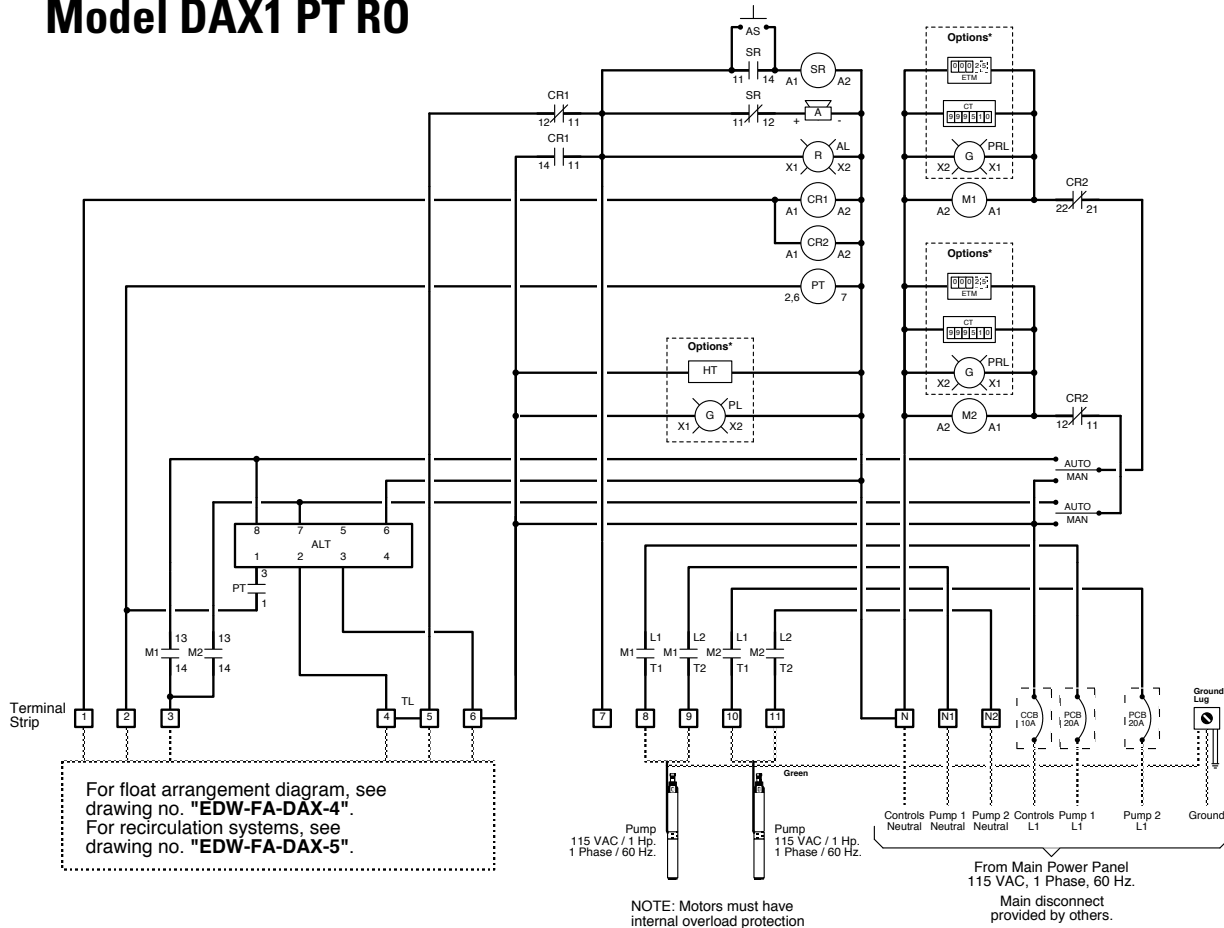 Model DAX1 PT RO
AS
SR
11 14
A1 SR A2
CR1
12 11
SR
11 12
+ A -
CR1
14 11
AL
X1 R X2
A1 CR1 A2
A1 CR2 A2
PT
2,6 7
Options*
HT
PL
X1 G X2
Options*
00025
ETM
CT
999510
PRL
X2 G X1
A2 M1 A1
CR2
22 21
Options*
00025
ETM
CT
999510
PRL
X2 G X1
A2 M2 A1
CR2
12 11
AUTO
MAN
AUTO
MAN
8 7 5 6
ALT
1 2 3 4
PT
3
1
M1
13
14
M2
13
14
M1
L1
T1
M1
L2
T2
M2
L1
T1
M2
L2
T2
Terminal
Strip
1 2 3 4 TL 5 6 7 8 9 10 11 N N1 N2
CCB
10A
PCB
20A
PCB
20A
Ground
Lug
Green
For float arrangement diagram, see
drawing no. "EDW-FA-DAX-4".
For recirculation systems, see
drawing no. "EDW-FA-DAX-5".
Pump
115 VAC / 1 Hp.
1 Phase / 60 Hz.
Pump
115 VAC / 1 Hp.
1 Phase / 60 Hz.
NOTE: Motors must have
internal overload protection
Controls
Neutral
Pump 1
Neutral
Pump 2
Neutral
Controls
L1
Pump 1
L1
Pump 2
L1
Ground
From Main Power Panel
115 VAC, 1 Phase, 60 Hz.
Main disconnect
provided by others.